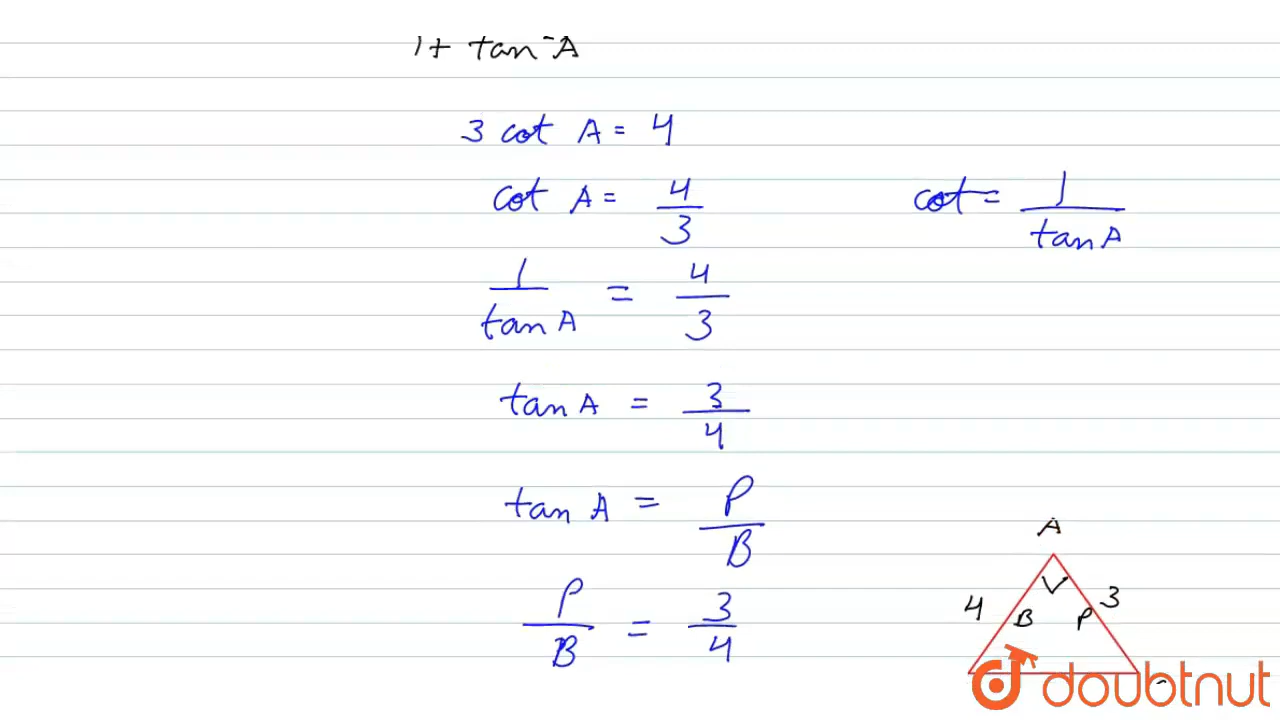 1+ tan²A
3 cot A = 4
cot A = 4/3
cot = 1/tan A
1/tan A = 4/3
tan A = 3/4
tan A = P/B
P/B = 3/4
A
4 B P 3
doubtnut